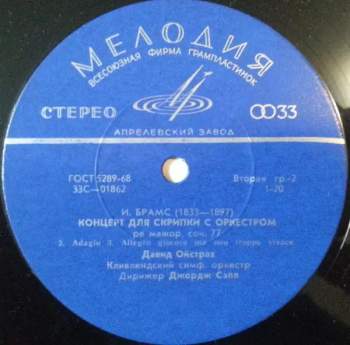 МЕЛОДИЯ
ВСЕСОЮЗНАЯ ФИРМА ГРАМПЛАСТИНОК
СТЕРЕО
33
АПРЕЛЕВСКИЙ ЗАВОД
ГОСТ 5289-68
Вторая гр.-2
33С—01862
1-20
И. БРАМС (1833—1897)
КОНЦЕРТ ДЛЯ СКРИПКИ С ОРКЕСТРОМ
ре мажор, соч. 77
2. Adagio 3. Allegro giocoso ma non troppo vivace
Давид Ойстрах
Кливлендский симф. оркестр
Дирижер Джордж Сэлл